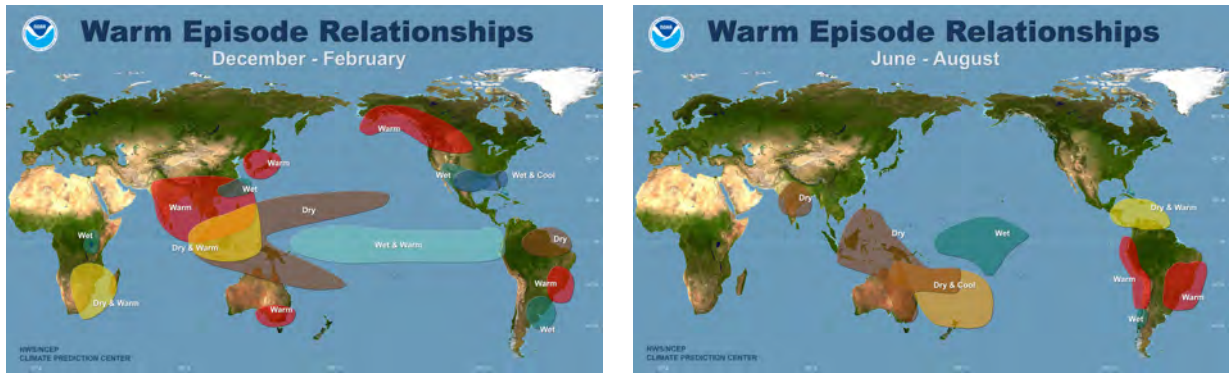 NOAA
Warm Episode Relationships
December - February
Warm
Warm
Wet
Wet & Cool
Wet
Warm
Dry
Wet
Dry & Warm
Wet & Warm
Dry
Dry & Warm
Warm
Warm
Wet
NWS/NCEP
CLIMATE PREDICTION CENTER
NOAA
Warm Episode Relationships
June - August
Dry
Dry & Warm
Dry
Wet
Warm
Dry & Cool
Warm
Wet
NWS/NCEP
CLIMATE PREDICTION CENTER